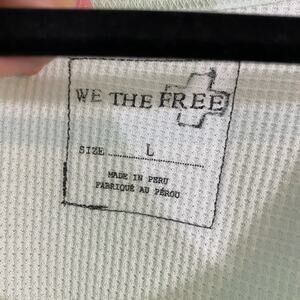 WE THE FREE
SIZE L
MADE IN PERU
FABRIQUÉ AU PÉROU